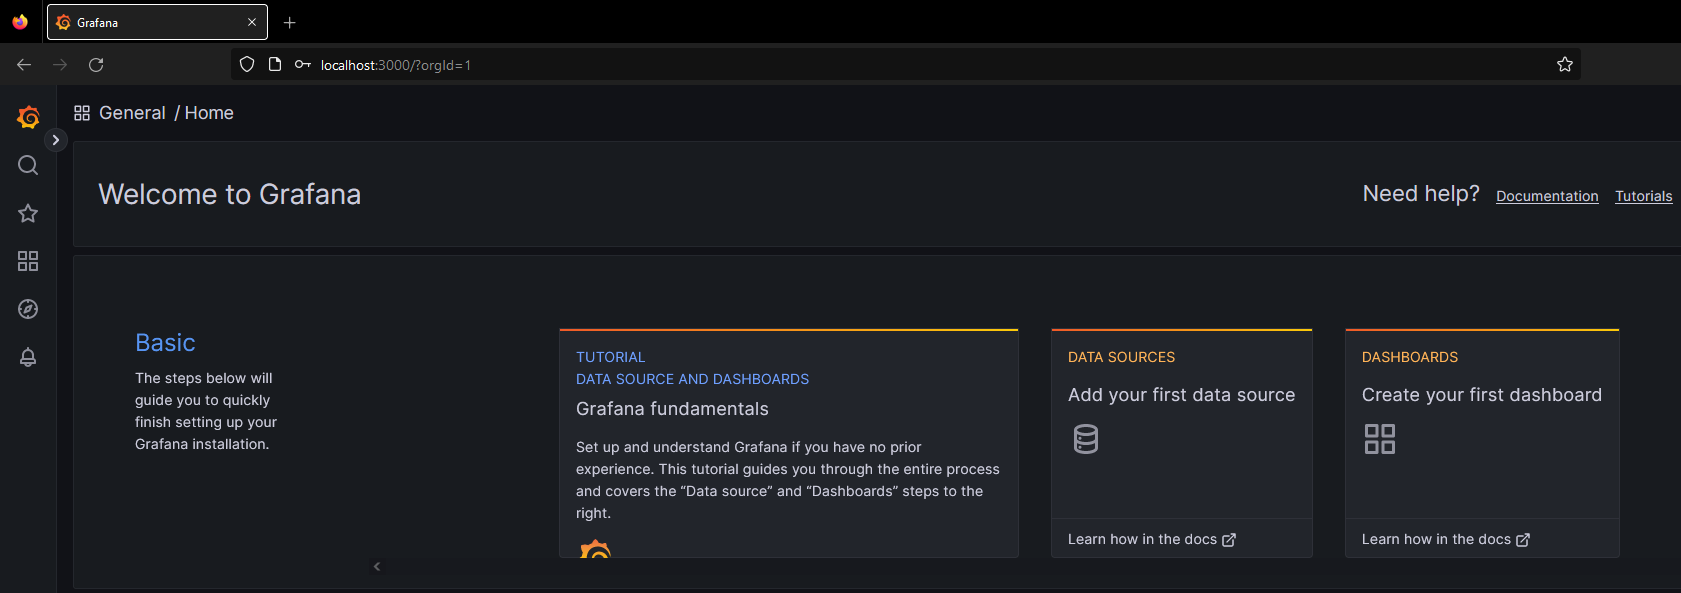 Grafana
localhost:3000/?orgId=1
General / Home
Welcome to Grafana
Need help? Documentation Tutorials
Basic
The steps below will
guide you to quickly
finish setting up your
Grafana installation.
TUTORIAL
DATA SOURCE AND DASHBOARDS
Grafana fundamentals
Set up and understand Grafana if you have no prior
experience. This tutorial guides you through the entire process
and covers the “Data source” and “Dashboards” steps to the
right.
DATA SOURCES
Add your first data source
Learn how in the docs
DASHBOARDS
Create your first dashboard
Learn how in the docs